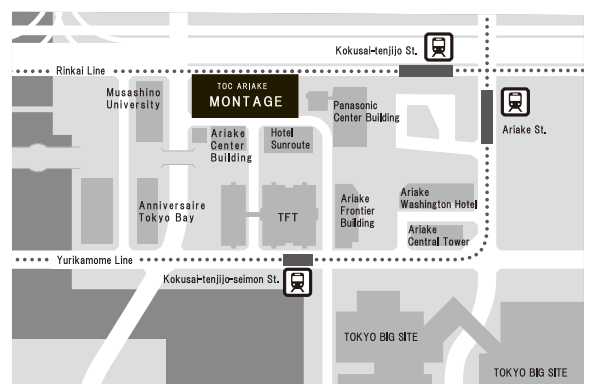 Kokusai-tenjijo St.
Rinkai Line
TOC ARIAKE
MONTAGE
Musashino
University
Panasonic
Center Building
Ariake St.
Ariake
Center
Building
Hotel
Sunroute
Anniversaire
Tokyo Bay
TFT
Ariake
Frontier
Building
Ariake
Washington Hotel
Ariake
Central Tower
Yurikamome Line
Kokusai-tenjijo-seimon St.
TOKYO BIG SITE
TOKYO BIG SITE